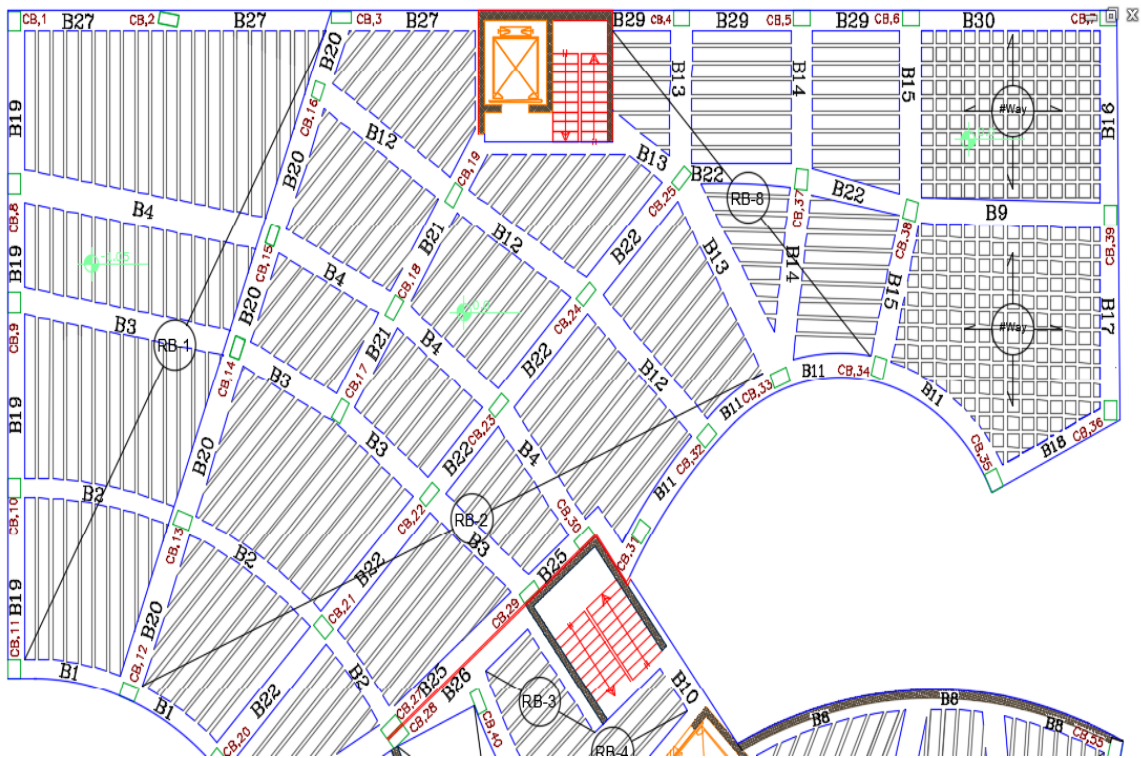 CB,1 B27 CB,2 B27 CB,3 B27 B29 CB,4 B29 CB,5 B29 CB,6 B30
B20 B13 B14 B15
B19 CB,16 #Way B16
B12 CB,19 B13
B20 B22 RB-8 B22
CB,8 B4 CB,25 CB,37 CB,38 B9 CB,39
B21 B12 B22
B19 CB,15 B4 CB,18 B13 B14 B15
B20 CB,24 B17
CB,9 B3 RB-1 B21 B4 #Way
CB,14 B3 CB,17 B22 B12 B11 CB,33 B11 CB,34 B11
B19 B20 B3 CB,23 B4 CB,32 B18 CB,36
B22 CB,35
CB,10 B2 CB,22 RB-2 B11
CB,13 B2 B3 CB,30 CB,31
B19 B22 B25
B20 CB,21 CB,29
CB,11 B1 CB,12 B2 B25 B26 RB-3 B10
B1 B22 CB,27 CB,28 B8 B8 B8
CB,20 CB,40 RB-4 CB,55